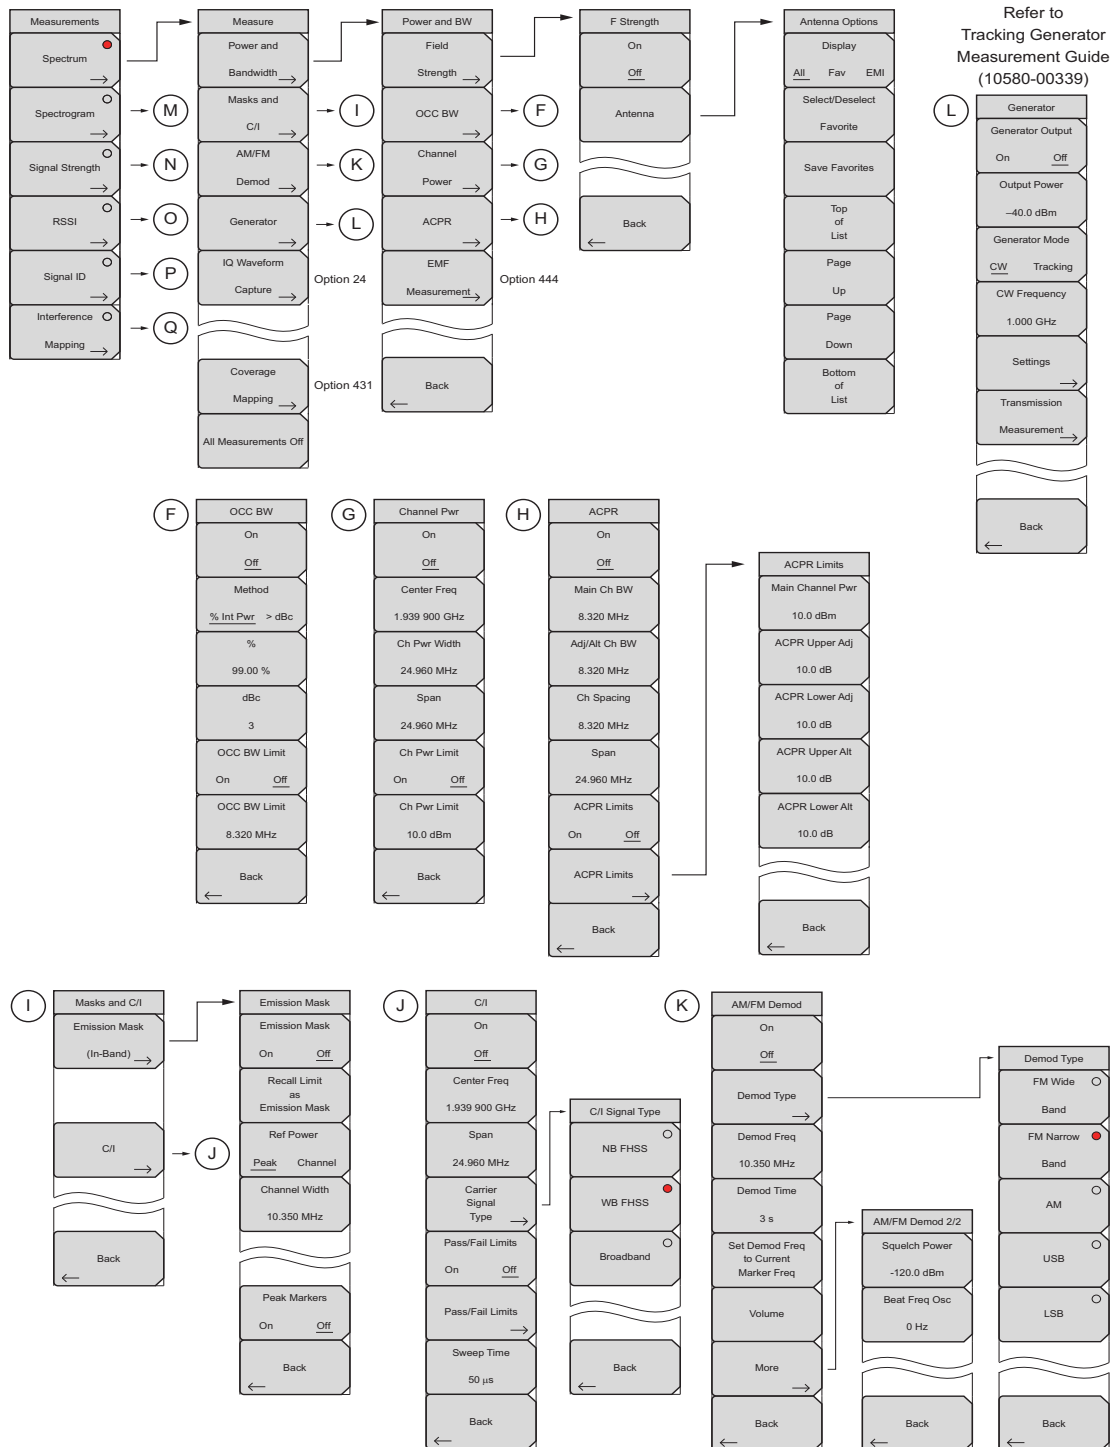 Measurements
Spectrum
Spectrogram
Signal Strength
RSSI
Signal ID
Interference
Mapping
M
N
O
P
Q
Measure
Power and
Bandwidth
Masks and
C/I
AM/FM
Demod
Generator
IQ Waveform
Capture
Option 24
Coverage
Mapping
Option 431
All Measurements Off
I
K
L
Power and BW
Field
Strength
OCC BW
Channel
Power
ACPR
EMF
Measurement
Option 444
Back
F
G
H
F Strength
On
Off
Antenna
Back
Antenna Options
Display
All Fav EMI
Select/Deselect
Favorite
Save Favorites
Top
of
List
Page
Up
Page
Down
Bottom
of
List
Refer to
Tracking Generator
Measurement Guide
(10580-00339)
L
Generator
Generator Output
On Off
Output Power
–40.0 dBm
Generator Mode
CW Tracking
CW Frequency
1.000 GHz
Settings
Transmission
Measurement
Back
F
OCC BW
On
Off
Method
% Int Pwr > dBc
%
99.00 %
dBc
3
OCC BW Limit
On Off
OCC BW Limit
8.320 MHz
Back
G
Channel Pwr
On
Off
Center Freq
1.939 900 GHz
Ch Pwr Width
24.960 MHz
Span
24.960 MHz
Ch Pwr Limit
On Off
Ch Pwr Limit
10.0 dBm
Back
H
ACPR
On
Off
Main Ch BW
8.320 MHz
Adj/Alt Ch BW
8.320 MHz
Ch Spacing
8.320 MHz
Span
24.960 MHz
ACPR Limits
On Off
ACPR Limits
Back
ACPR Limits
Main Channel Pwr
10.0 dBm
ACPR Upper Adj
10.0 dB
ACPR Lower Adj
10.0 dB
ACPR Upper Alt
10.0 dB
ACPR Lower Alt
10.0 dB
Back
I
Masks and C/I
Emission Mask
(In-Band)
C/I
Back
J
Emission Mask
Emission Mask
On Off
Recall Limit
as
Emission Mask
Ref Power
Peak Channel
Channel Width
10.350 MHz
Peak Markers
On Off
Back
J
C/I
On
Off
Center Freq
1.939 900 GHz
Span
24.960 MHz
Carrier
Signal
Type
Pass/Fail Limits
On Off
Pass/Fail Limits
Sweep Time
50 µs
Back
C/I Signal Type
NB FHSS
WB FHSS
Broadband
Back
K
AM/FM Demod
On
Off
Demod Type
Demod Freq
10.350 MHz
Demod Time
3 s
Set Demod Freq
to Current
Marker Freq
Volume
More
Back
AM/FM Demod 2/2
Squelch Power
-120.0 dBm
Beat Freq Osc
0 Hz
Back
Demod Type
FM Wide
Band
FM Narrow
Band
AM
USB
LSB
Back